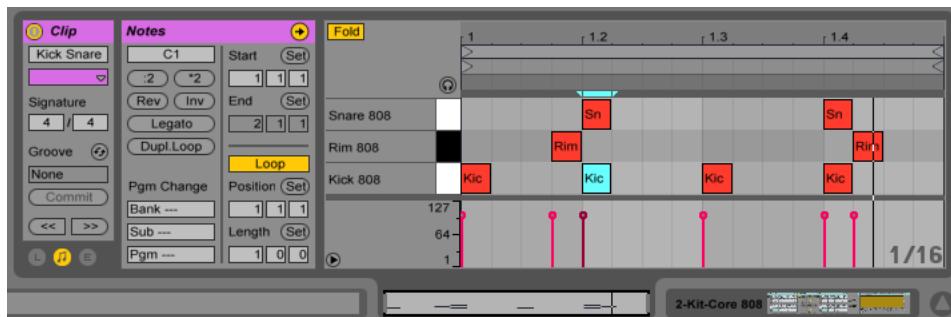 Clip
Kick Snare
Signature
4 / 4
Groove
None
Commit
<< >>
L E
Notes
C1
:2 *2
Rev Inv
Legato
Dupl.Loop
Pgm Change
Bank ---
Sub ---
Pgm ---
Start Set
1 1 1
End Set
2 1 1
Loop
Position Set
1 1 1
Length Set
1 0 0
Fold
1 1.2 1.3 1.4
Snare 808 Sn Sn
Rim 808 Rim Rim
Kick 808 Kic Kic Kic Kic
127
64
1
1/16
2-Kit-Core 808